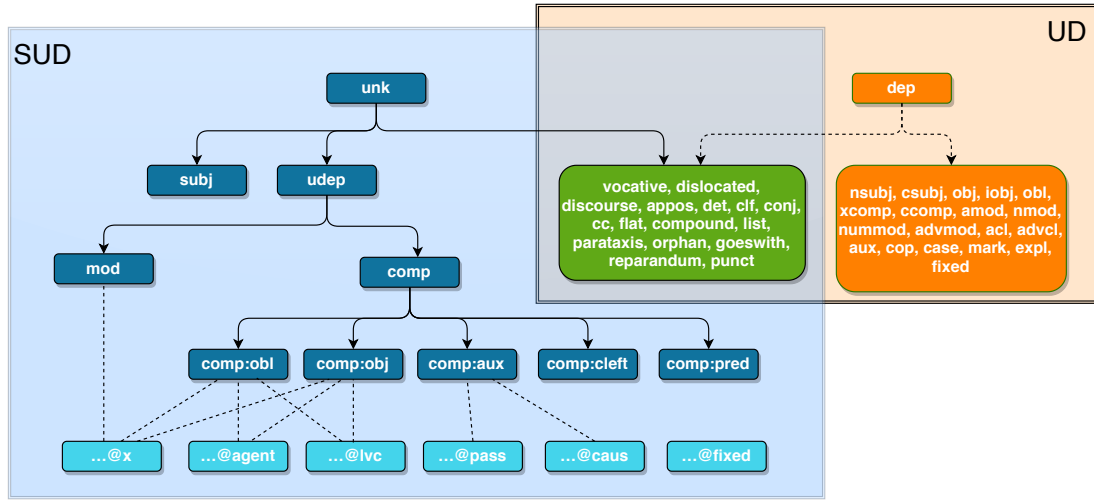 SUD
UD
unk
dep
subj
udep
vocative, dislocated,
discourse, appos, det, clf, conj,
cc, flat, compound, list,
parataxis, orphan, goeswith,
reparandum, punct
nsubj, csubj, obj, iobj, obl,
xcomp, ccomp, amod, nmod,
nummod, advmod, acl, advcl,
aux, cop, case, mark, expl,
fixed
mod
comp
comp:obl
comp:obj
comp:aux
comp:cleft
comp:pred
…@x
…@agent
…@lvc
…@pass
…@caus
…@fixed